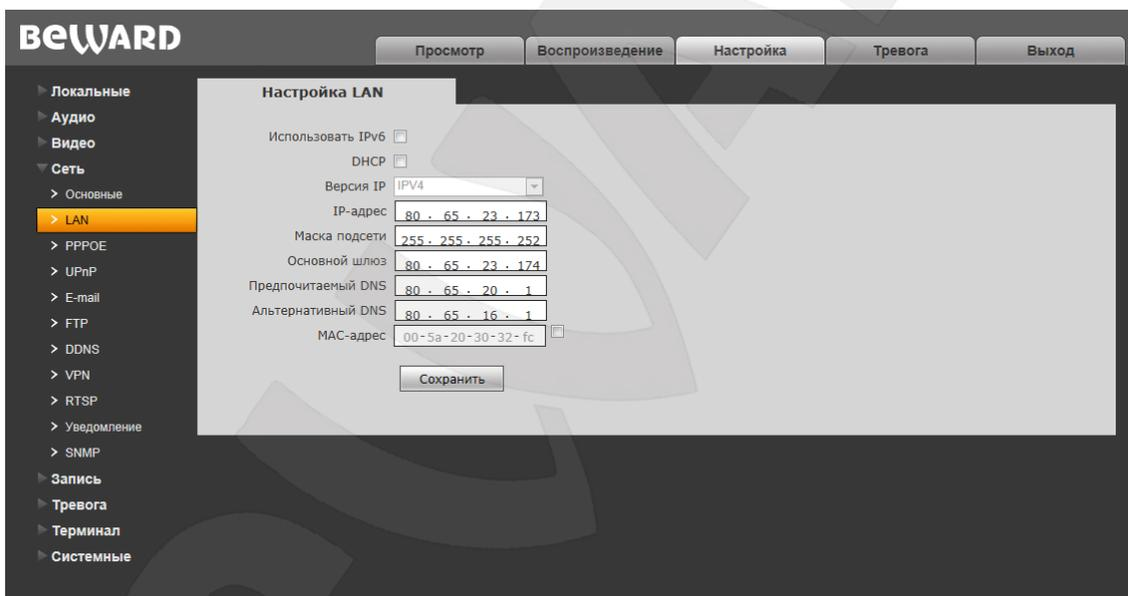 BEWARD
Просмотр
Воспроизведение
Настройка
Тревога
Выход
Локальные
Аудио
Видео
Сеть
> Основные
> LAN
> PPPOE
> UPnP
> E-mail
> FTP
> DDNS
> VPN
> RTSP
> Уведомление
> SNMP
Запись
Тревога
Терминал
Системные
Настройка LAN
Использовать IPv6
DHCP
Версия IP IPV4
IP-адрес 80 . 65 . 23 . 173
Маска подсети 255 . 255 . 255 . 252
Основной шлюз 80 . 65 . 23 . 174
Предпочитаемый DNS 80 . 65 . 20 . 1
Альтернативный DNS 80 . 65 . 16 . 1
MAC-адрес 00-5a-20-30-32-fc
Сохранить